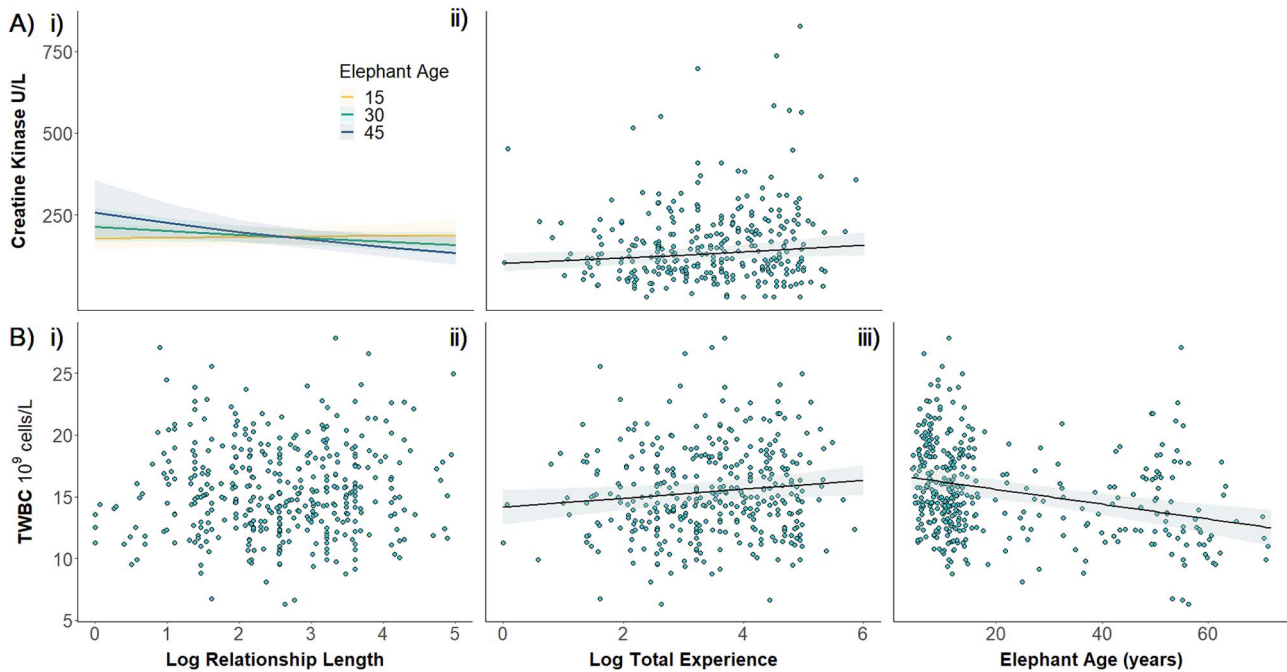 A) i)
ii)
Creatine Kinase U/L
750
500
250
Elephant Age
15
30
45
B) i)
ii)
iii)
TWBC 10⁹ cells/L
25
20
15
10
5
0 1 2 3 4 5
0 2 4 6
20 40 60
Log Relationship Length
Log Total Experience
Elephant Age (years)